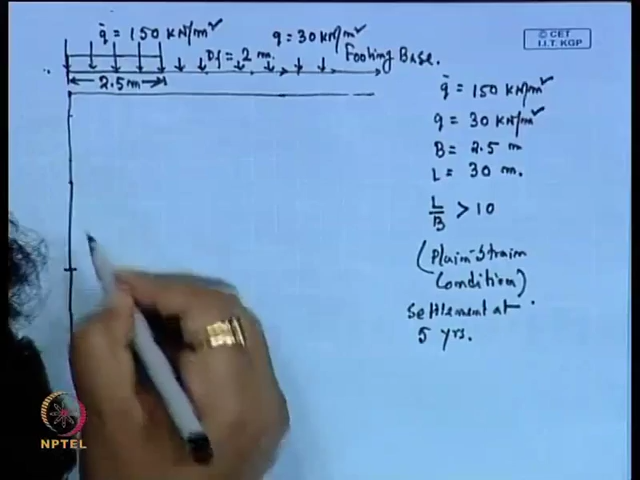 q̄ = 150 KN/m²
q = 30 KN/m²
Df = 2 m.
Footing Base.
2.5 m
© CET
I.I.T. KGP
q̄ = 150 KN/m²
q = 30 KN/m²
B = 2.5 m
L = 30 m.
L/B > 10
(Plain-Strain
Condition)
Settlement at
5 yrs.
NPTEL